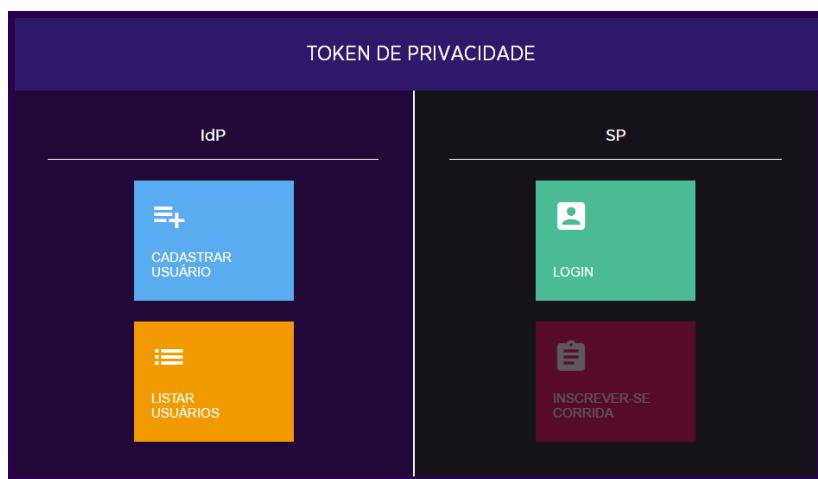 TOKEN DE PRIVACIDADE
IdP
CADASTRAR
USUÁRIO
LISTAR
USUÁRIOS
SP
LOGIN
INSCREVER-SE
CORRIDA